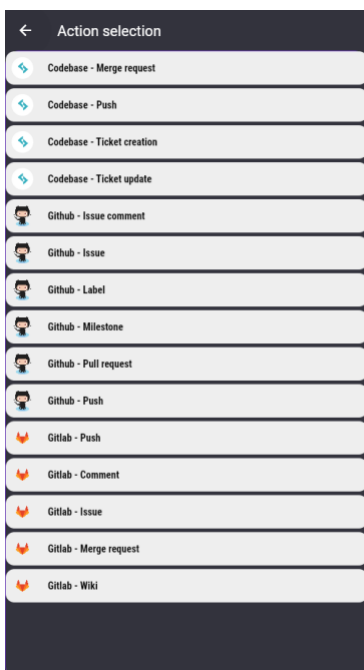 Action selection
Codebase - Merge request
Codebase - Push
Codebase - Ticket creation
Codebase - Ticket update
Github - Issue comment
Github - Issue
Github - Label
Github - Milestone
Github - Pull request
Github - Push
Gitlab - Push
Gitlab - Comment
Gitlab - Issue
Gitlab - Merge request
Gitlab - Wiki